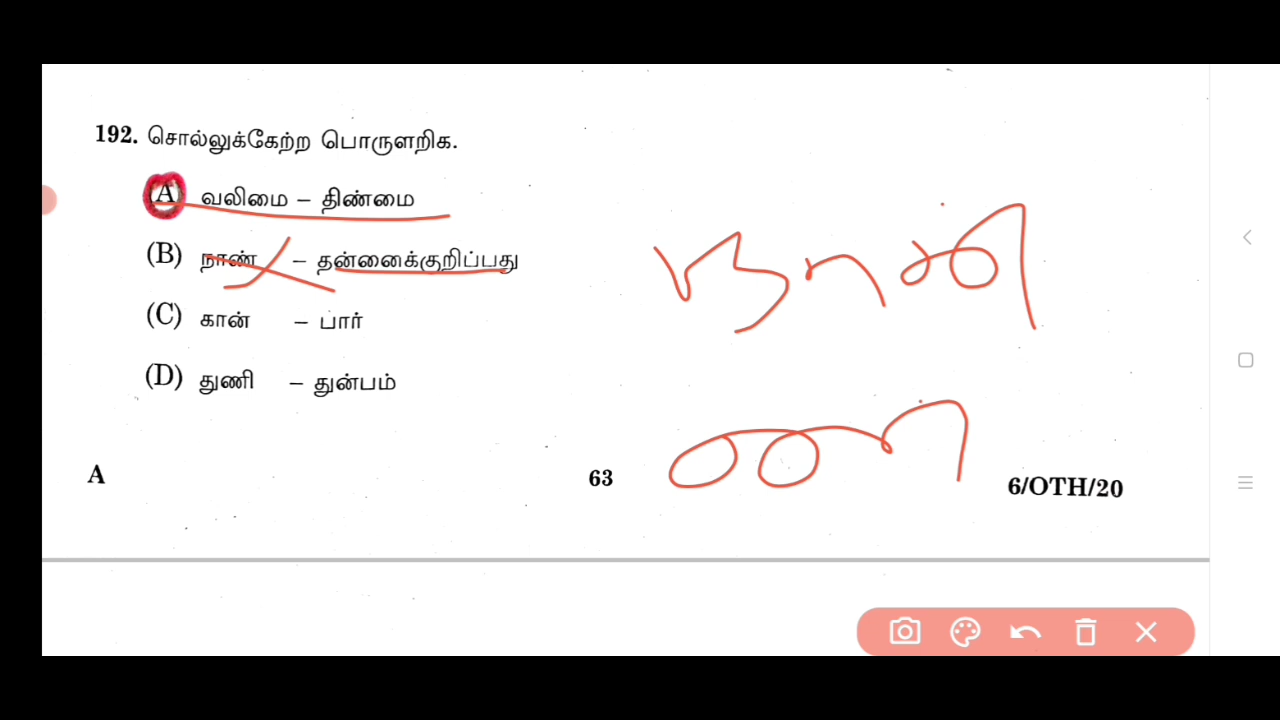 192. சொல்லுக்கேற்ற பொருளறிக.
(A) வலிமை – திண்மை
(B) நாண் – தன்னைக்குறிப்பது
(C) கான் – பார்
(D) துணி – துன்பம்
நான்
A 63 6/OTH/20